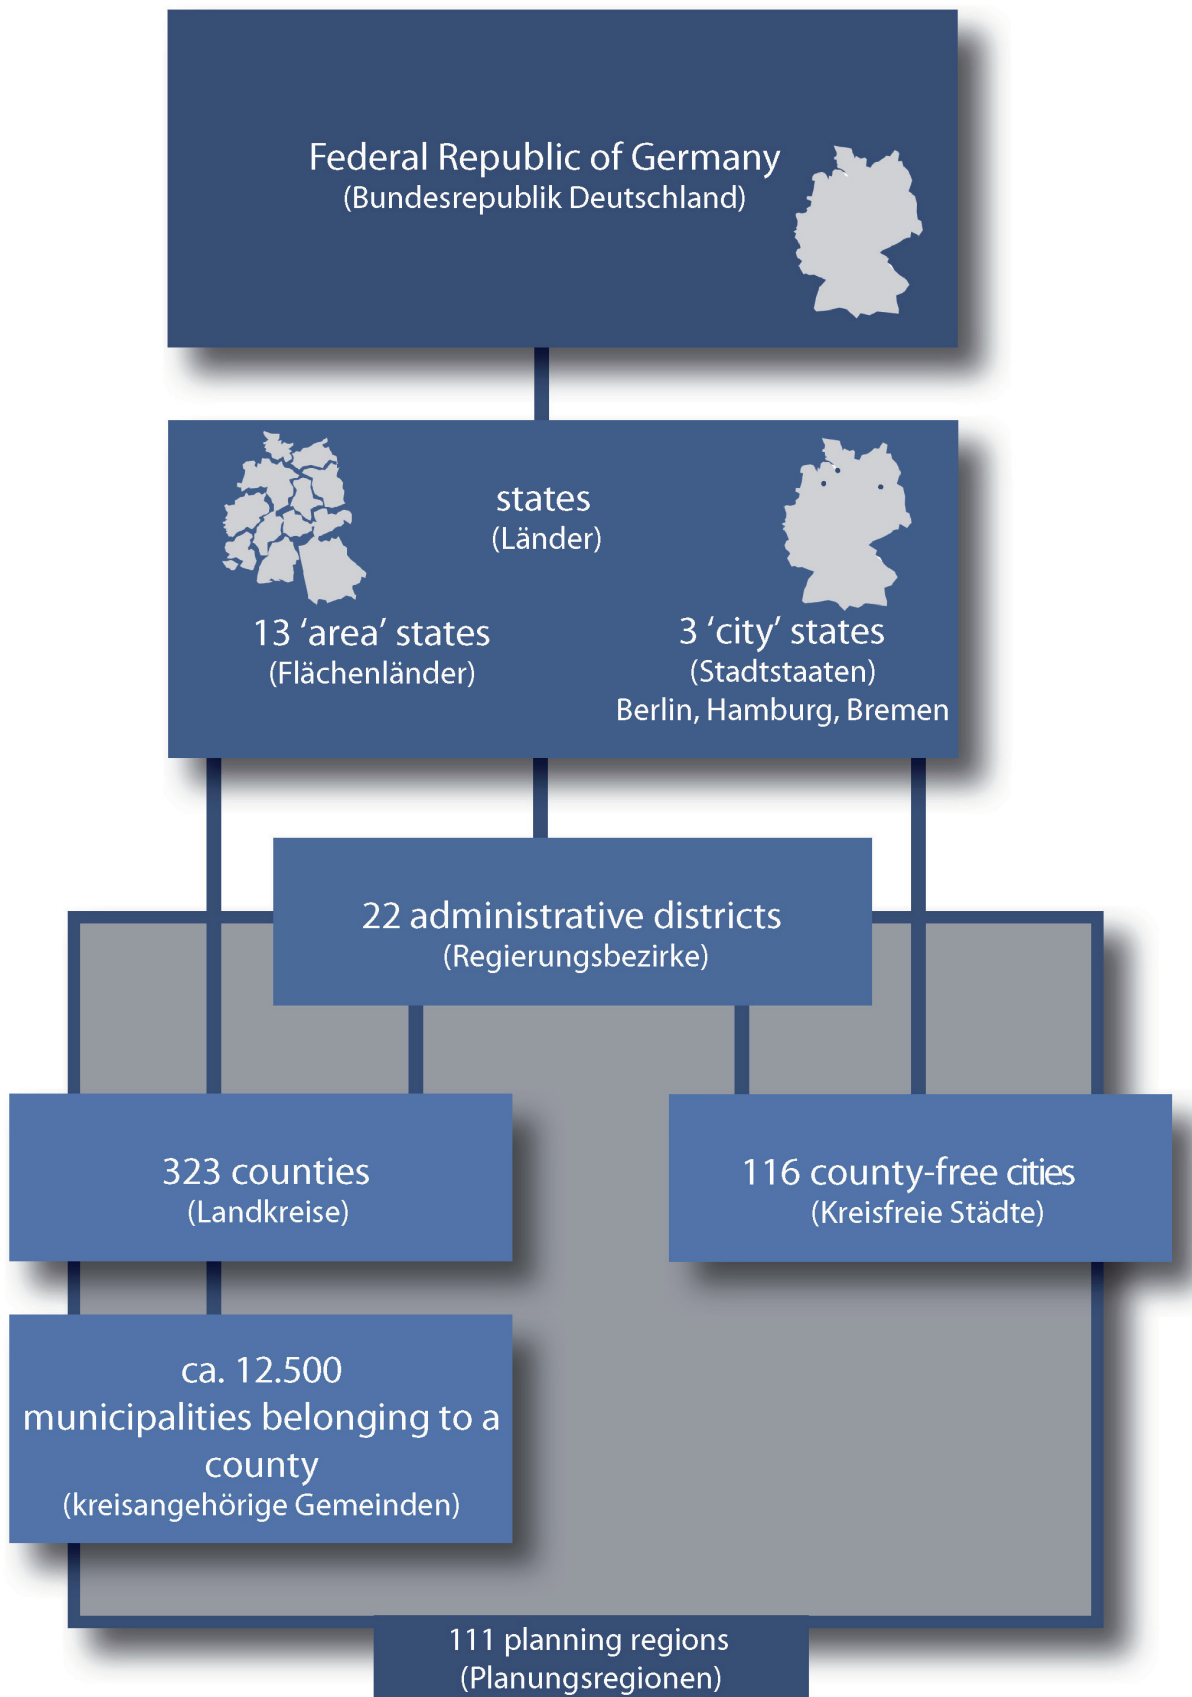 Federal Republic of Germany
(Bundesrepublik Deutschland)
states
(Länder)
13 ‘area’ states
(Flächenländer)
3 ‘city’ states
(Stadtstaaten)
Berlin, Hamburg, Bremen
22 administrative districts
(Regierungsbezirke)
323 counties
(Landkreise)
116 county-free cities
(Kreisfreie Städte)
ca. 12.500
municipalities belonging to a
county
(kreisangehörige Gemeinden)
111 planning regions
(Planungsregionen)